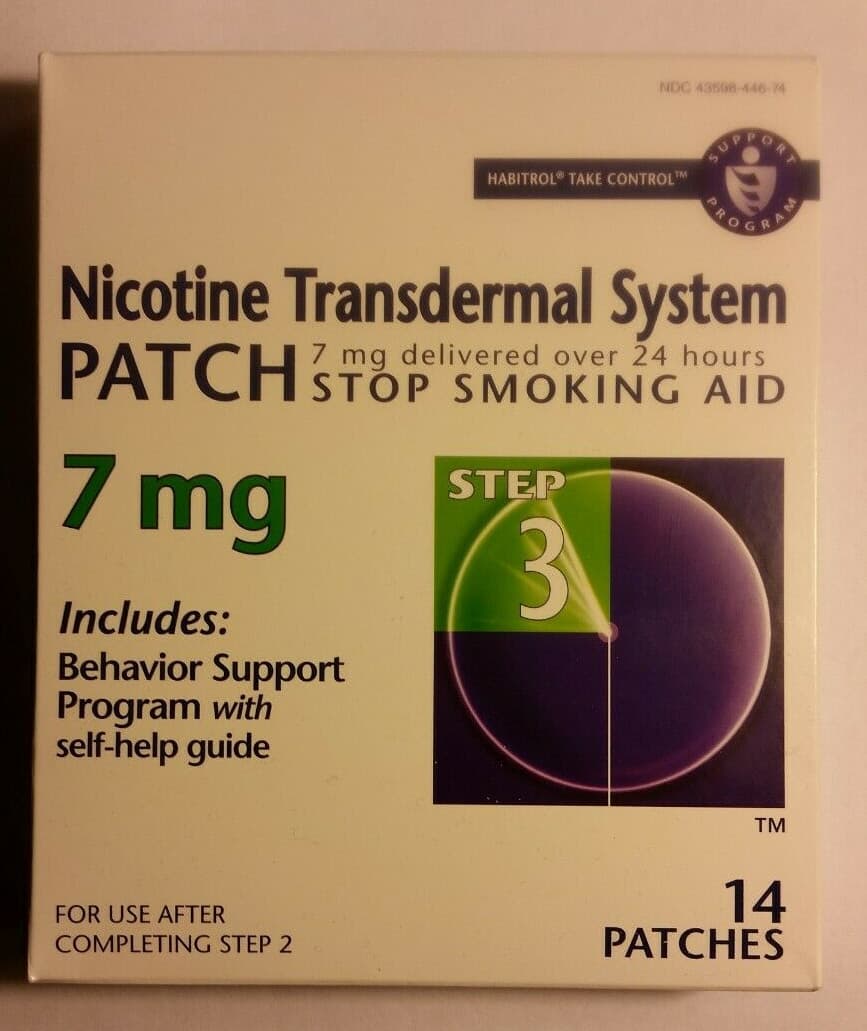 NDC 43598-446-74
HABITROL® TAKE CONTROL™
SUPPORT PROGRAM
Nicotine Transdermal System
PATCH 7 mg delivered over 24 hours
STOP SMOKING AID
7 mg
STEP
3
Includes:
Behavior Support
Program with
self-help guide
TM
FOR USE AFTER
COMPLETING STEP 2
14
PATCHES